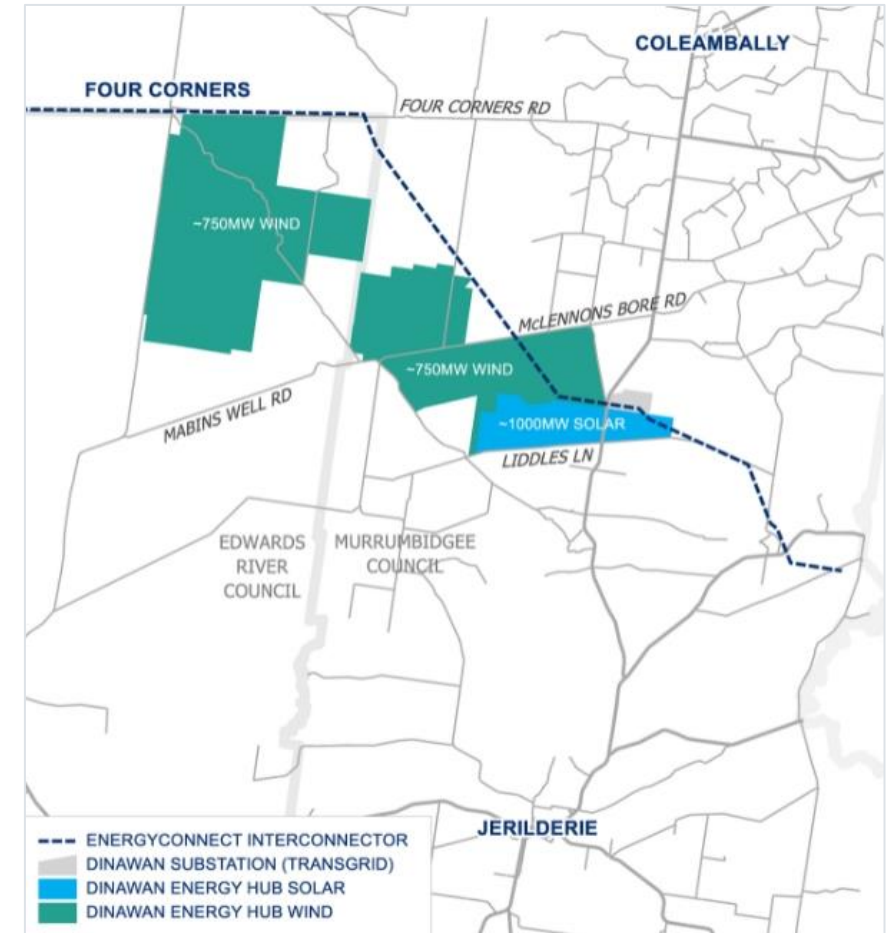 COLEAMBALLY
FOUR CORNERS
FOUR CORNERS RD
~750MW WIND
McLENNONS BORE RD
~750MW WIND
MABINS WELL RD
~1000MW SOLAR
LIDDLES LN
EDWARDS
RIVER
COUNCIL
MURRUMBIDGEE
COUNCIL
JERILDERIE
ENERGYCONNECT INTERCONNECTOR
DINAWAN SUBSTATION (TRANSGRID)
DINAWAN ENERGY HUB SOLAR
DINAWAN ENERGY HUB WIND